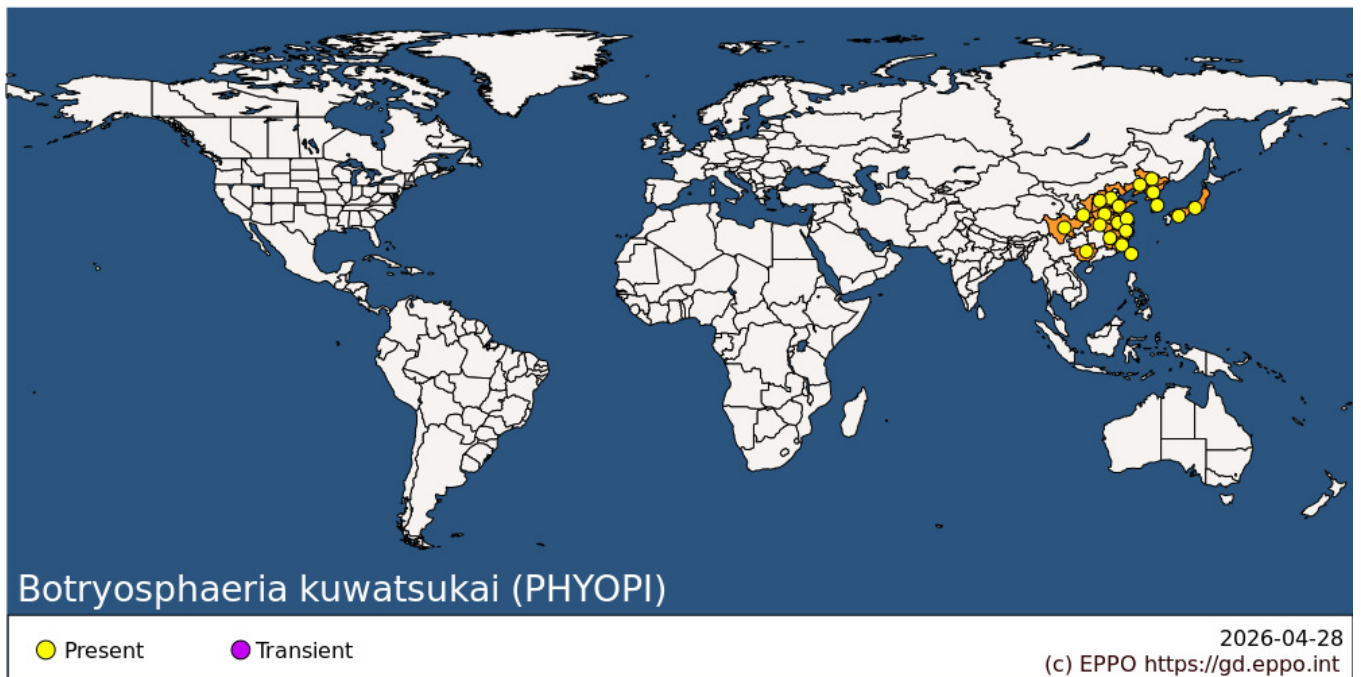 Botryosphaeria kuwatsukai (PHYOPI)
Present
Transient
2026-04-28
(c) EPPO https://gd.eppo.int